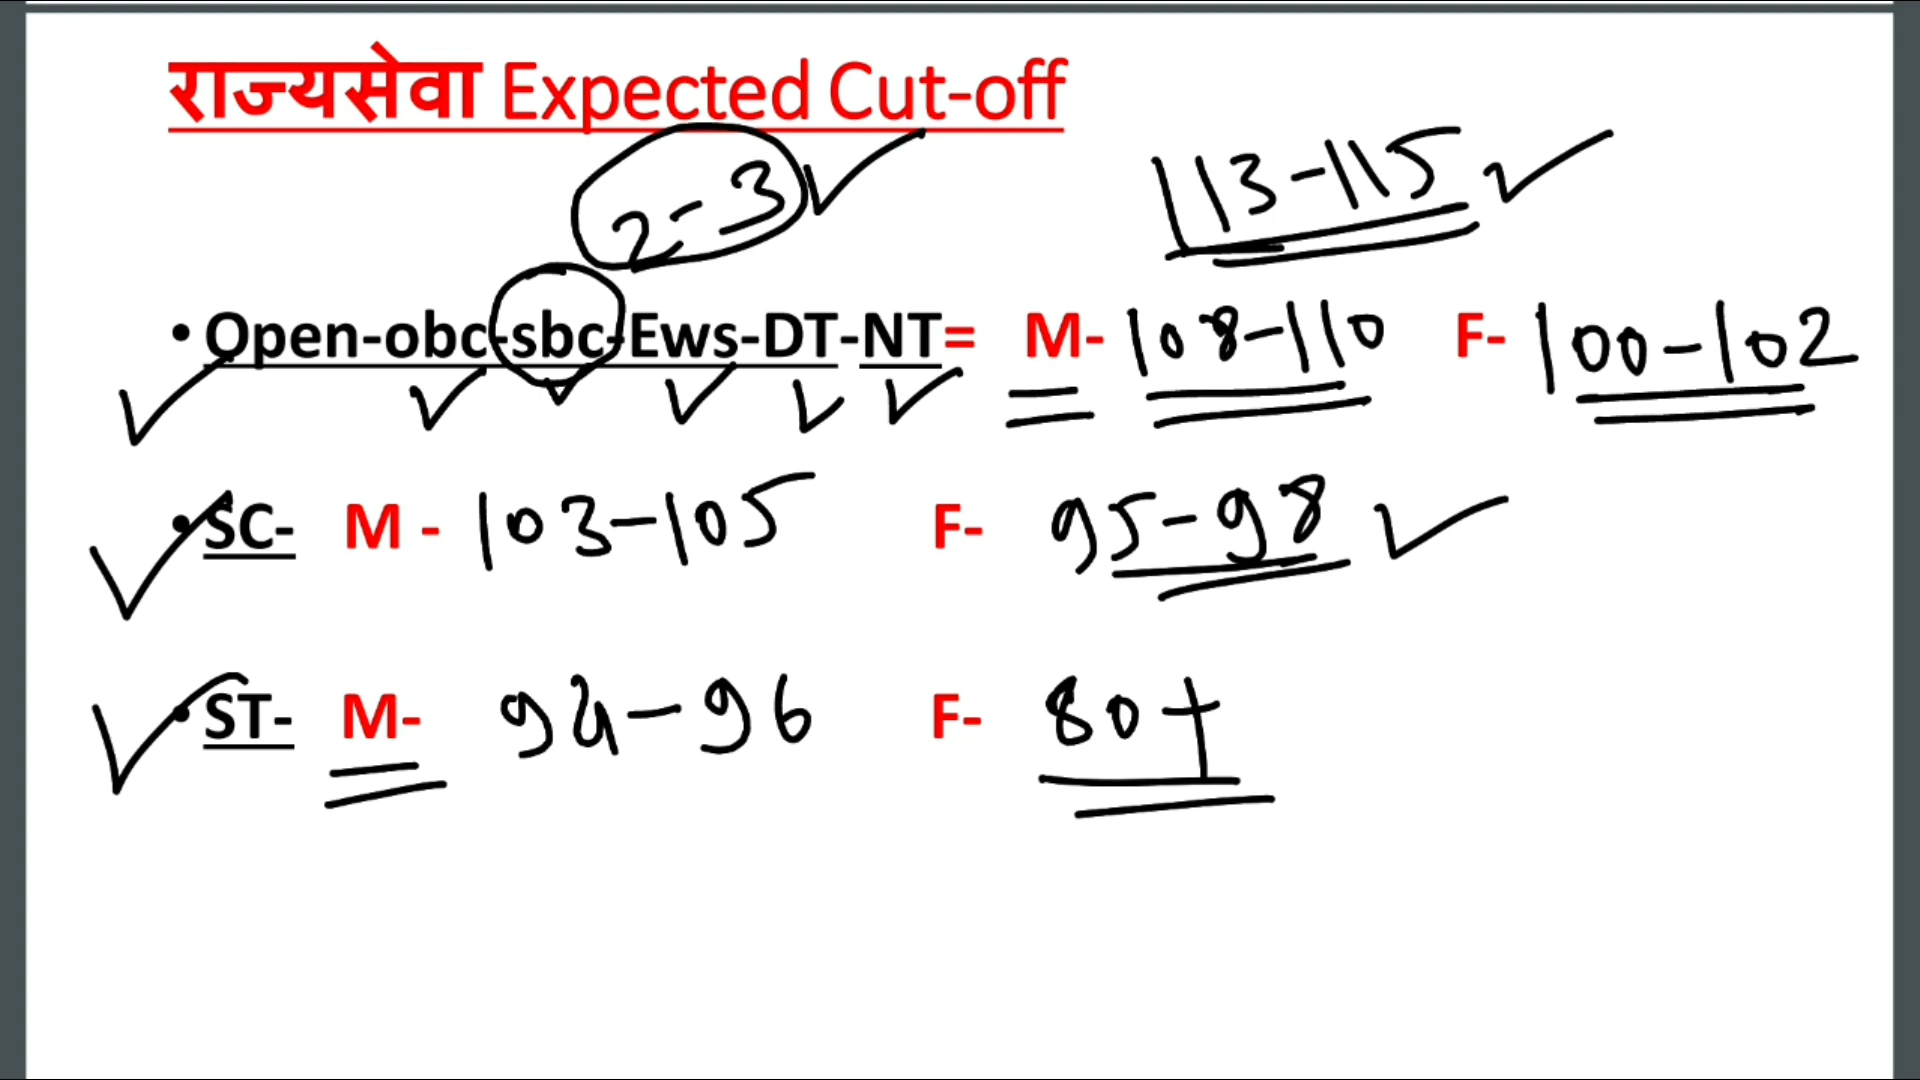 राज्यसेवा Expected Cut-off
2-3 113-115
• Open-obc-sbc-Ews-DT-NT= M- 108-110 F- 100-102
• SC- M - 103-105 F- 95-98
• ST- M- 94-96 F- 80+